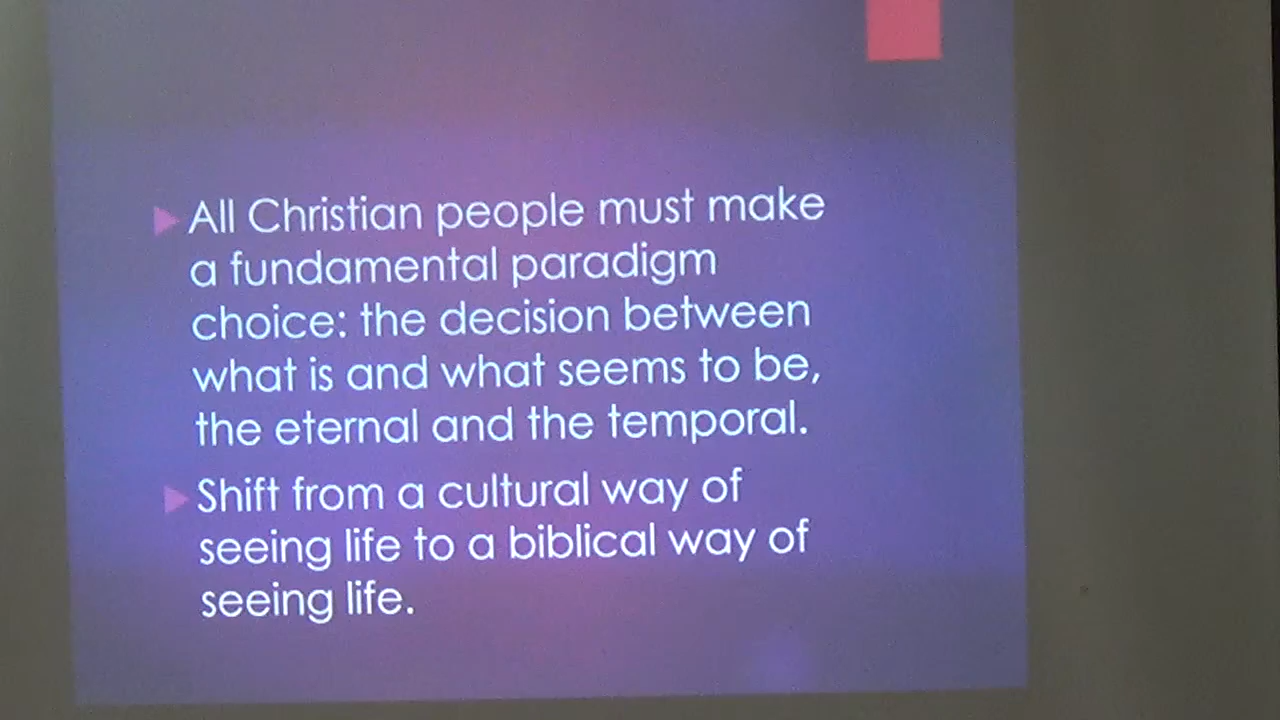 All Christian people must make
a fundamental paradigm
choice: the decision between
what is and what seems to be,
the eternal and the temporal.
Shift from a cultural way of
seeing life to a biblical way of
seeing life.